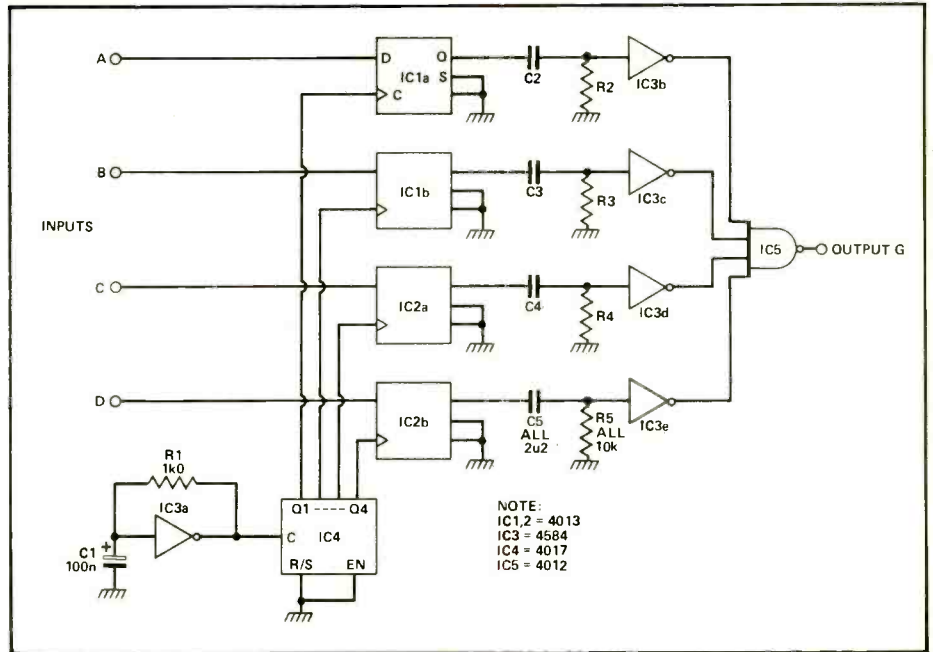 A
D
Q
IC1a
S
C
C2
R2
IC3b
B
IC1b
C3
R3
IC3c
INPUTS
IC5
OUTPUT G
C
IC2a
C4
R4
IC3d
D
IC2b
C5
ALL
2u2
R5
ALL
10k
IC3e
R1
1k0
IC3a
C1
+
100n
Q1 ---- Q4
C
IC4
R/S
EN
NOTE:
IC1,2 = 4013
IC3 = 4584
IC4 = 4017
IC5 = 4012